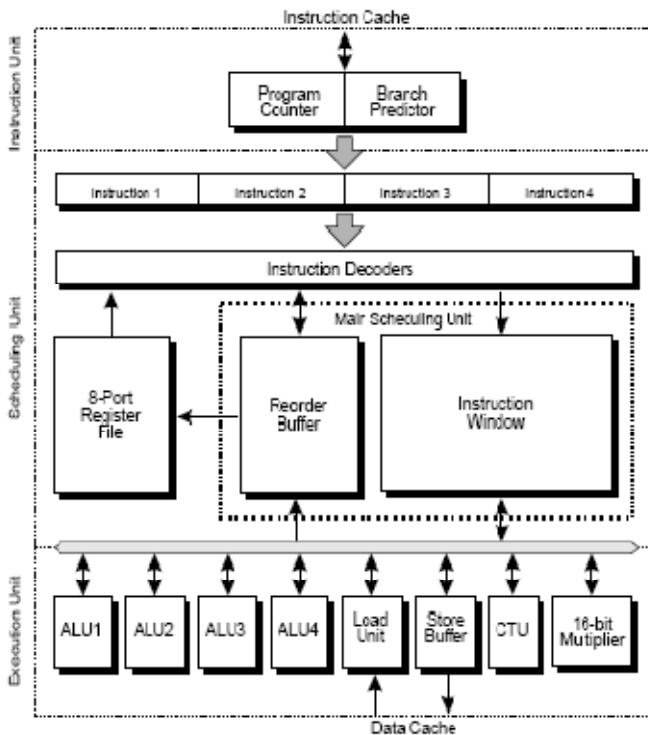 Instruction Cache
Instruction Unit
Program
Counter
Branch
Predictor
Instruction 1
Instruction 2
Instruction 3
Instruction 4
Scheduling Unit
Instruction Decoders
Main Scheduling Unit
8-Port
Register
File
Reorder
Buffer
Instruction
Window
Execution Unit
ALU1
ALU2
ALU3
ALU4
Load
Unit
Store
Buffer
CTU
16-bit
Mutiplier
Data Cache